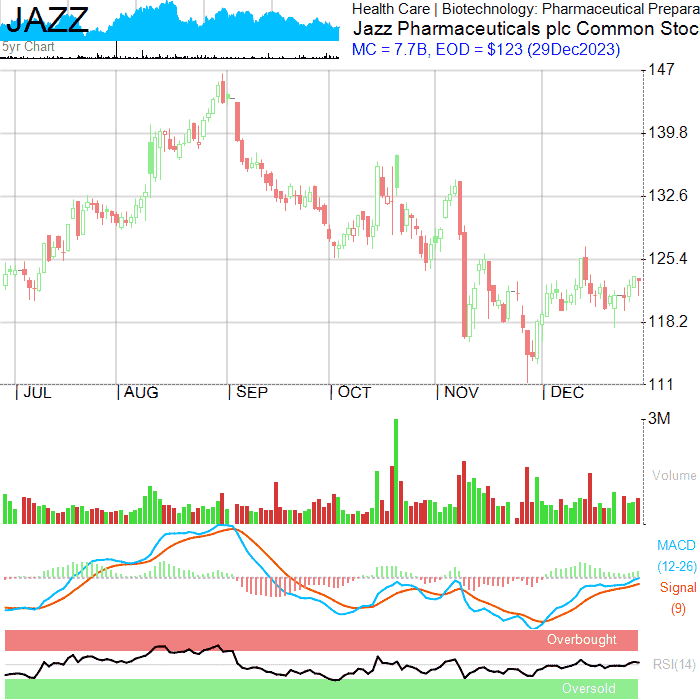 JAZZ
5yr Chart
Health Care | Biotechnology: Pharmaceutical Prepara
Jazz Pharmaceuticals plc Common Stoc
MC = 7.7B, EOD = $123 (29Dec2023)
147
139.8
132.6
125.4
118.2
111
JUL AUG SEP OCT NOV DEC
3M
Volume
MACD
(12-26)
Signal
(9)
Overbought
RSI(14)
Oversold